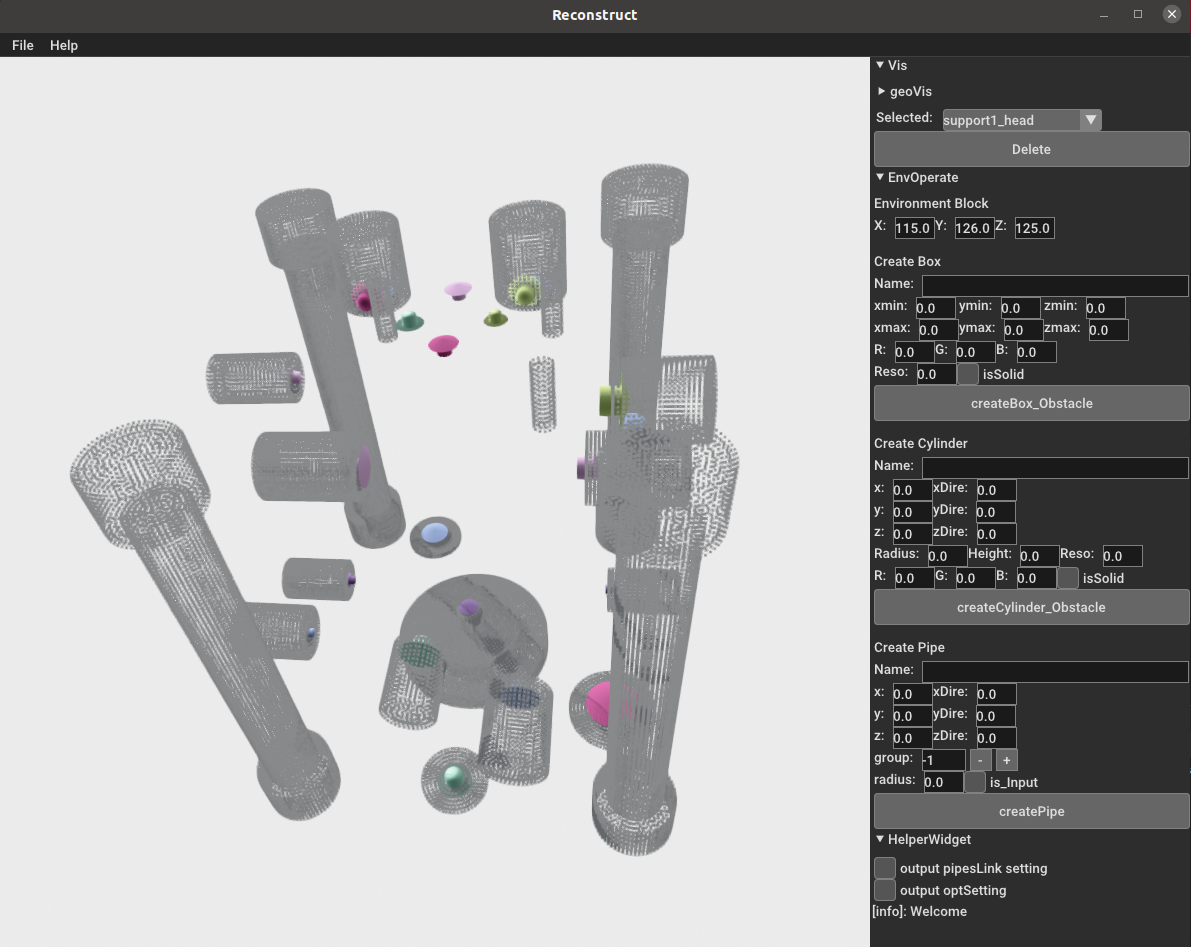 Reconstruct
File Help
Vis
geoVis
Selected: support1_head
Delete
EnvOperate
Environment Block
X: 115.0 Y: 126.0 Z: 125.0
Create Box
Name:
xmin: 0.0 ymin: 0.0 zmin: 0.0
xmax: 0.0 ymax: 0.0 zmax: 0.0
R: 0.0 G: 0.0 B: 0.0
Reso: 0.0 isSolid
createBox_Obstacle
Create Cylinder
Name:
x: 0.0 xDire: 0.0
y: 0.0 yDire: 0.0
z: 0.0 zDire: 0.0
Radius: 0.0 Height: 0.0 Reso: 0.0
R: 0.0 G: 0.0 B: 0.0 isSolid
createCylinder_Obstacle
Create Pipe
Name:
x: 0.0 xDire: 0.0
y: 0.0 yDire: 0.0
z: 0.0 zDire: 0.0
group: -1 - +
radius: 0.0 is_Input
createPipe
HelperWidget
output pipesLink setting
output optSetting
[info]: Welcome